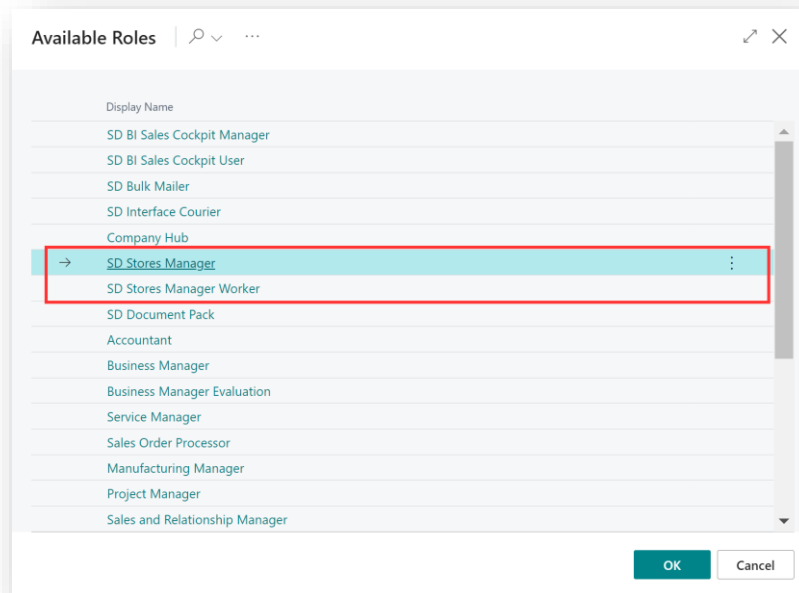 Available Roles
Display Name
SD BI Sales Cockpit Manager
SD BI Sales Cockpit User
SD Bulk Mailer
SD Interface Courier
Company Hub
SD Stores Manager
SD Stores Manager Worker
SD Document Pack
Accountant
Business Manager
Business Manager Evaluation
Service Manager
Sales Order Processor
Manufacturing Manager
Project Manager
Sales and Relationship Manager
OK Cancel